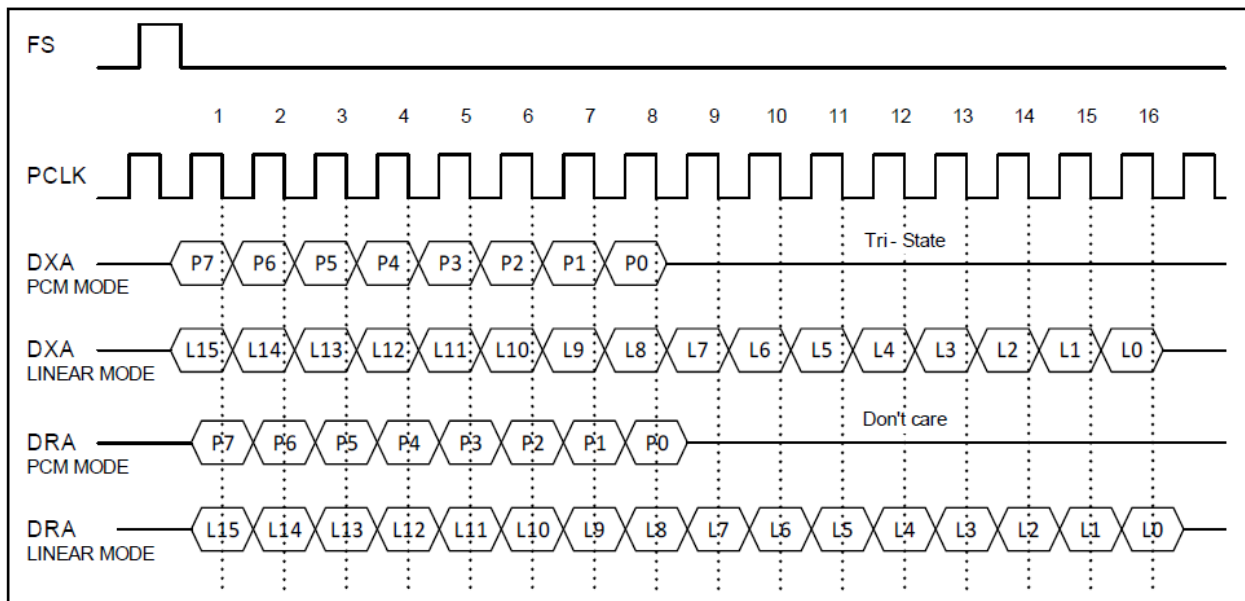 FS
1 2 3 4 5 6 7 8 9 10 11 12 13 14 15 16
PCLK
Tri - State
DXA P7 P6 P5 P4 P3 P2 P1 P0
PCM MODE
DXA L15 L14 L13 L12 L11 L10 L9 L8 L7 L6 L5 L4 L3 L2 L1 L0
LINEAR MODE
Don't care
DRA P7 P6 P5 P4 P3 P2 P1 P0
PCM MODE
DRA L15 L14 L13 L12 L11 L10 L9 L8 L7 L6 L5 L4 L3 L2 L1 L0
LINEAR MODE